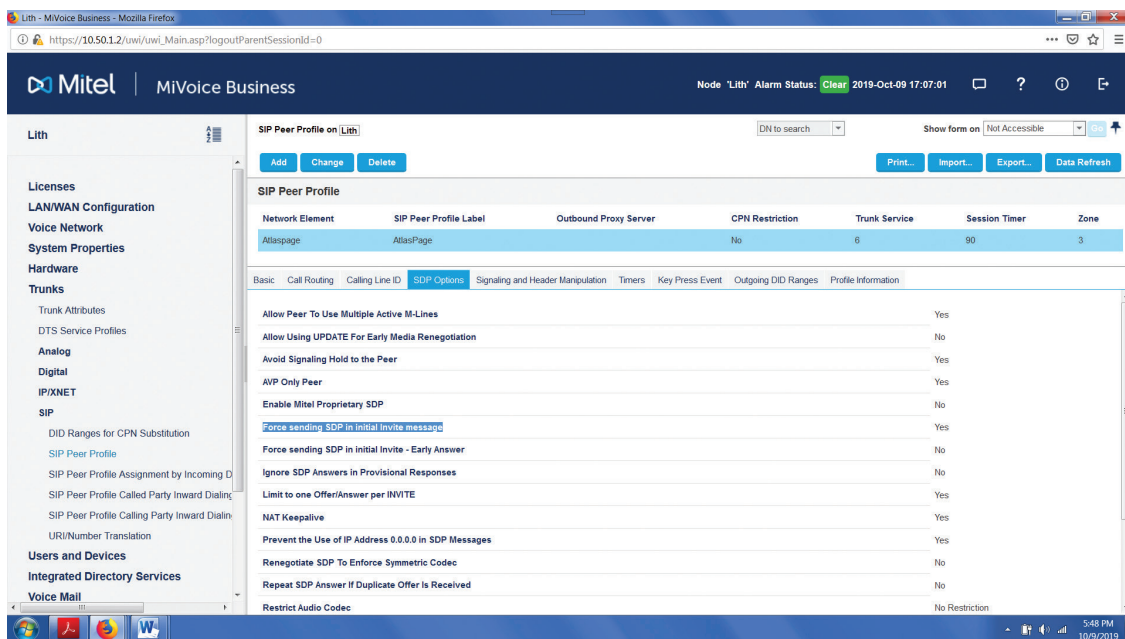 Lith - MiVoice Business - Mozilla Firefox
https://10.50.1.2/uwi/uwi_Main.asp?logoutParentSessionId=0
Mitel | MiVoice Business
Node 'Lith' Alarm Status: Clear 2019-Oct-09 17:07:01
Lith
SIP Peer Profile on Lith
DN to search
Show form on Not Accessible Go
Add Change Delete
Print... Import... Export... Data Refresh
Licenses
LAN/WAN Configuration
Voice Network
System Properties
Hardware
Trunks
Trunk Attributes
DTS Service Profiles
Analog
Digital
IP/XNET
SIP
DID Ranges for CPN Substitution
SIP Peer Profile
SIP Peer Profile Assignment by Incoming D
SIP Peer Profile Called Party Inward Dialing
SIP Peer Profile Calling Party Inward Dialin
URI/Number Translation
Users and Devices
Integrated Directory Services
Voice Mail
SIP Peer Profile
Network Element SIP Peer Profile Label Outbound Proxy Server CPN Restriction Trunk Service Session Timer Zone
Atlaspage AtlasPage No 6 90 3
Basic Call Routing Calling Line ID SDP Options Signaling and Header Manipulation Timers Key Press Event Outgoing DID Ranges Profile Information
Allow Peer To Use Multiple Active M-Lines Yes
Allow Using UPDATE For Early Media Renegotiation No
Avoid Signaling Hold to the Peer Yes
AVP Only Peer Yes
Enable Mitel Proprietary SDP No
Force sending SDP in initial Invite message Yes
Force sending SDP in initial Invite - Early Answer No
Ignore SDP Answers in Provisional Responses No
Limit to one Offer/Answer per INVITE Yes
NAT Keepalive Yes
Prevent the Use of IP Address 0.0.0.0 in SDP Messages Yes
Renegotiate SDP To Enforce Symmetric Codec No
Repeat SDP Answer If Duplicate Offer Is Received No
Restrict Audio Codec No Restriction
5:48 PM
10/9/2019